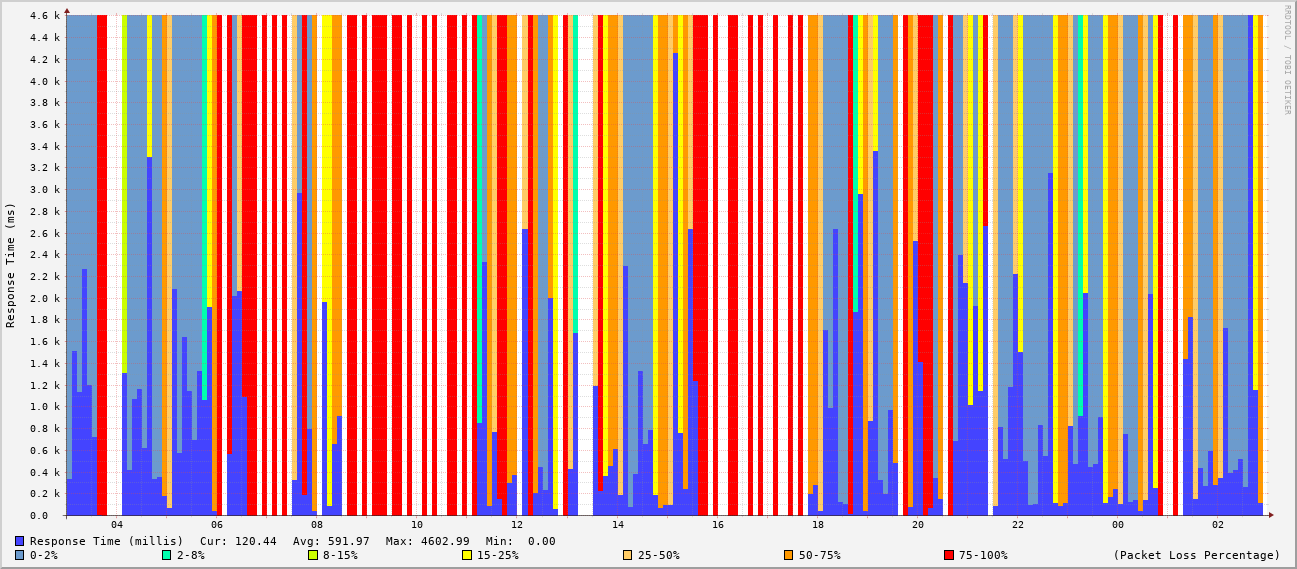 4.6 k
4.4 k
4.2 k
4.0 k
3.8 k
3.6 k
3.4 k
3.2 k
3.0 k
2.8 k
2.6 k
2.4 k
2.2 k
2.0 k
1.8 k
1.6 k
1.4 k
1.2 k
1.0 k
0.8 k
0.6 k
0.4 k
0.2 k
0.0
Response Time (ms)
RRDTOOL / TOBI OETIKER
04 06 08 10 12 14 16 18 20 22 00 02
Response Time (millis) Cur: 120.44 Avg: 591.97 Max: 4602.99 Min: 0.00
0-2% 2-8% 8-15% 15-25% 25-50% 50-75% 75-100% (Packet Loss Percentage)